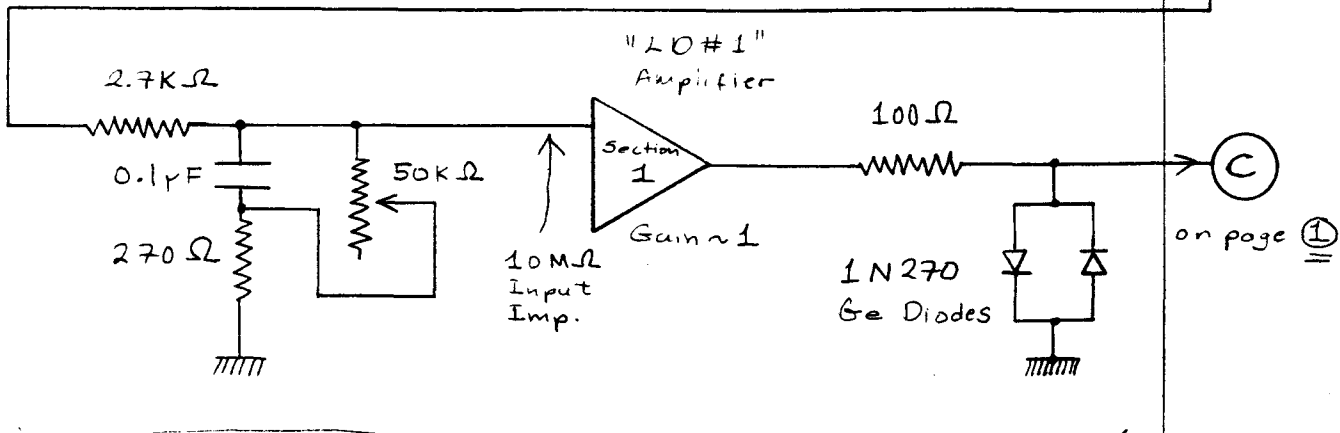 "LD#1"
Amplifier
2.7KΩ
100Ω
0.1μF
50KΩ
Section
1
C
270Ω
Gain ~ 1
on page 1
10MΩ
Input
Imp.
1N270
Ge Diodes